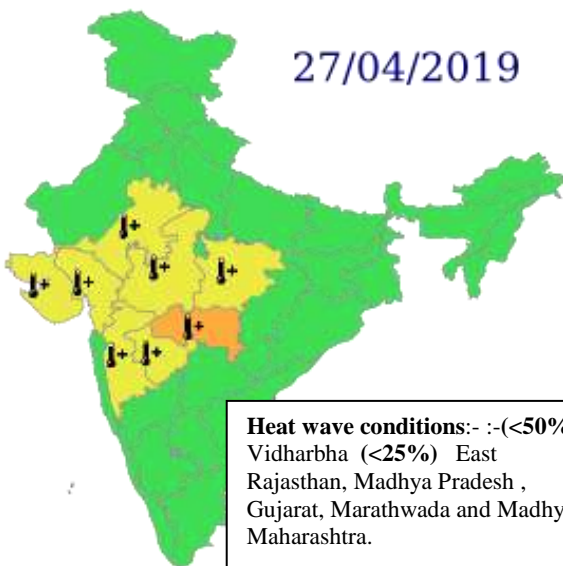 27/04/2019
Heat wave conditions:- :-(<50%
Vidharbha (<25%) East
Rajasthan, Madhya Pradesh ,
Gujarat, Marathwada and Madhy
Maharashtra.